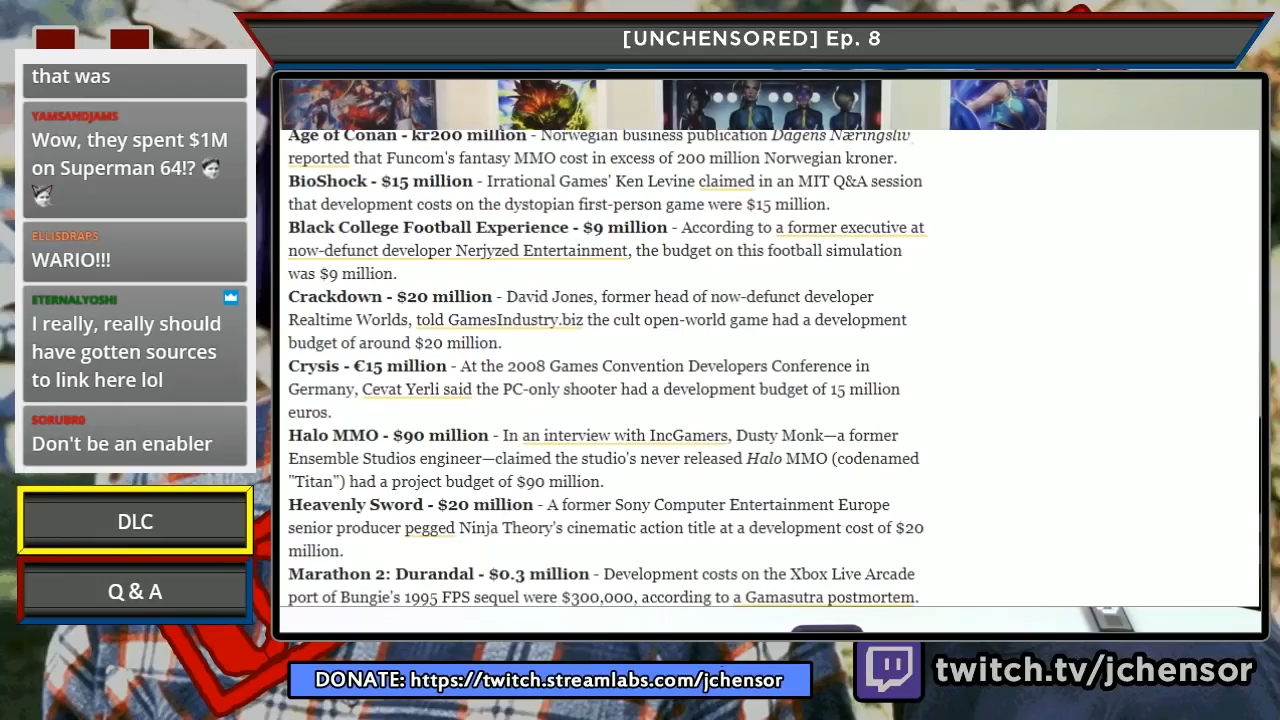 [UNCHENSORED] Ep. 8
that was
YAMSANDJAMS
Wow, they spent $1M
on Superman 64!?
ELLISDRAPS
WARIO!!!
ETERNALYOSHI
I really, really should
have gotten sources
to link here lol
SORUBR0
Don't be an enabler
DLC
Q & A
Age of Conan - kr200 million - Norwegian business publication Dagens Næringsliv
reported that Funcom's fantasy MMO cost in excess of 200 million Norwegian kroner.
BioShock - $15 million - Irrational Games' Ken Levine claimed in an MIT Q&A session
that development costs on the dystopian first-person game were $15 million.
Black College Football Experience - $9 million - According to a former executive at
now-defunct developer Nerjyzed Entertainment, the budget on this football simulation
was $9 million.
Crackdown - $20 million - David Jones, former head of now-defunct developer
Realtime Worlds, told GamesIndustry.biz the cult open-world game had a development
budget of around $20 million.
Crysis - €15 million - At the 2008 Games Convention Developers Conference in
Germany, Cevat Yerli said the PC-only shooter had a development budget of 15 million
euros.
Halo MMO - $90 million - In an interview with IncGamers, Dusty Monk—a former
Ensemble Studios engineer—claimed the studio's never released Halo MMO (codenamed
"Titan") had a project budget of $90 million.
Heavenly Sword - $20 million - A former Sony Computer Entertainment Europe
senior producer pegged Ninja Theory's cinematic action title at a development cost of $20
million.
Marathon 2: Durandal - $0.3 million - Development costs on the Xbox Live Arcade
port of Bungie's 1995 FPS sequel were $300,000, according to a Gamasutra postmortem.
DONATE: https://twitch.streamlabs.com/jchensor
twitch.tv/jchensor